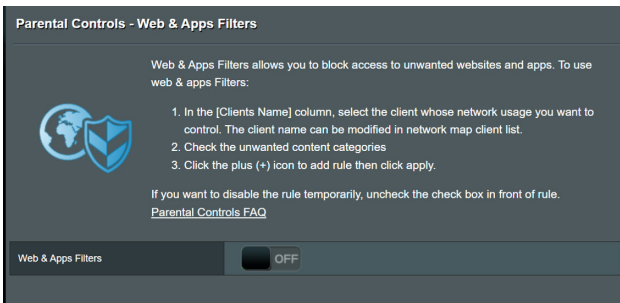 Parental Controls - Web & Apps Filters
Web & Apps Filters allows you to block access to unwanted websites and apps. To use
web & apps Filters:
1. In the [Clients Name] column, select the client whose network usage you want to
control. The client name can be modified in network map client list.
2. Check the unwanted content categories
3. Click the plus (+) icon to add rule then click apply.
If you want to disable the rule temporarily, uncheck the check box in front of rule.
Parental Controls FAQ
Web & Apps Filters
OFF